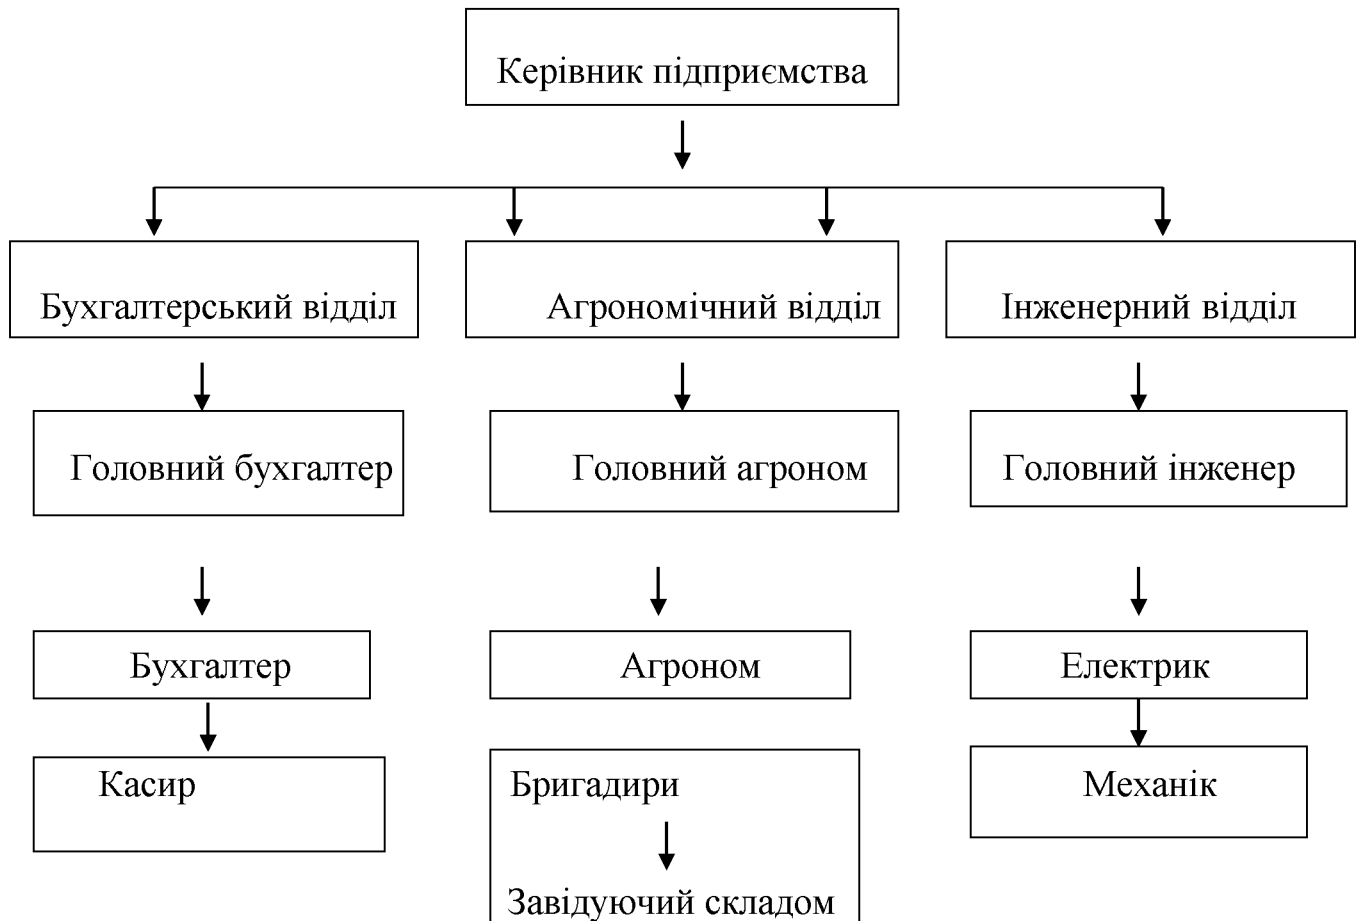 Керівник підприємства
Бухгалтерський відділ
Агрономічний відділ
Інженерний відділ
Головний бухгалтер
Головний агроном
Головний інженер
Бухгалтер
Агроном
Електрик
Касир
Бригадири
Механік
Завідуючий складом